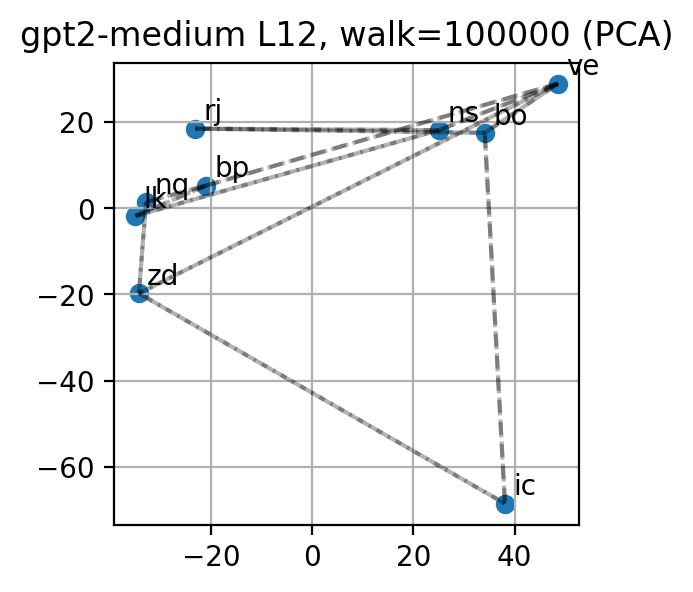 gpt2-medium L12, walk=100000 (PCA)
ve
rj
ns
bo
20
bp
nq
lk
0
zd
−20
−40
−60
ic
−20
0
20
40